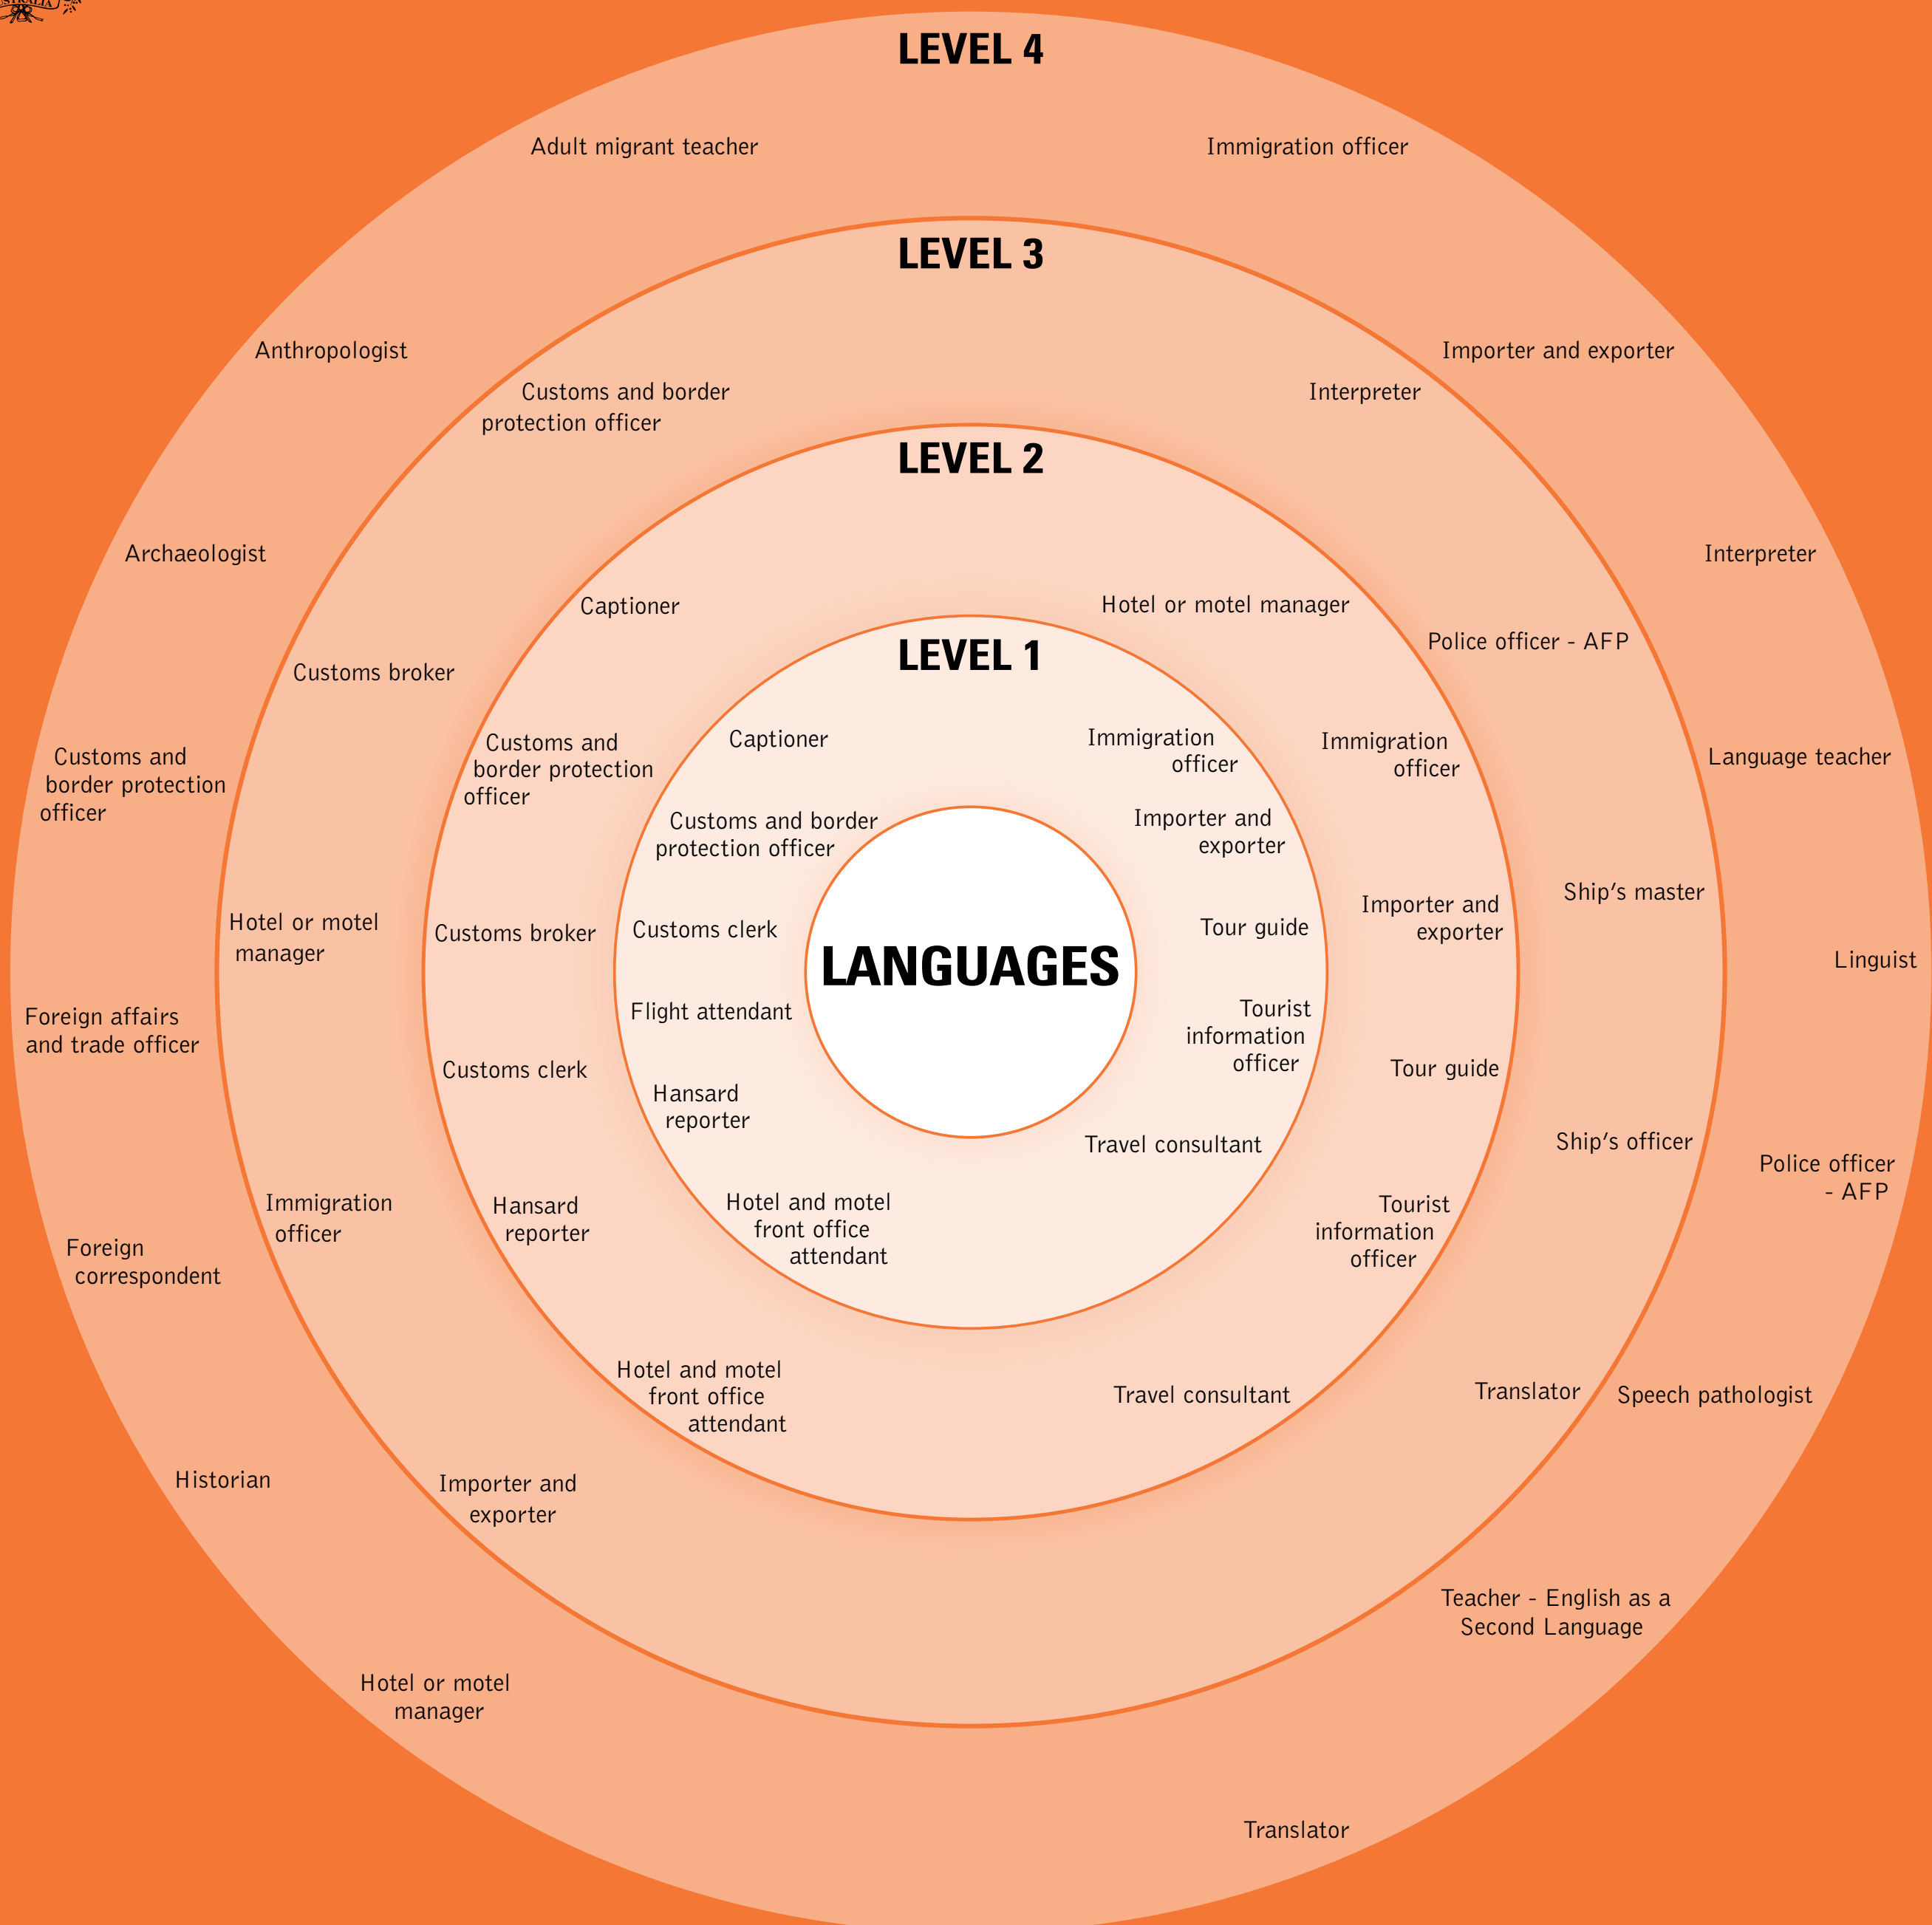 USTRALIA
LEVEL 4
Adult migrant teacher
Immigration officer
Anthropologist
Importer and exporter
Archaeologist
Interpreter
Customs and
border protection
officer
Language teacher
Foreign affairs
and trade officer
Linguist
Foreign
correspondent
Police officer
- AFP
Historian
Speech pathologist
Hotel or motel
manager
Teacher - English as a
Second Language
Translator
LEVEL 3
Customs and border
protection officer
Interpreter
Customs broker
Police officer - AFP
Hotel or motel
manager
Ship's master
Immigration
officer
Ship's officer
Importer and
exporter
Translator
LEVEL 2
Captioner
Hotel or motel manager
Customs and
border protection
officer
Immigration
officer
Customs broker
Importer and
exporter
Customs clerk
Tour guide
Hansard
reporter
Tourist
information
officer
Hotel and motel
front office
attendant
Travel consultant
LEVEL 1
Captioner
Immigration
officer
Customs and border
protection officer
Importer and
exporter
Customs clerk
Tour guide
Flight attendant
Tourist
information
officer
Hansard
reporter
Travel consultant
Hotel and motel
front office
attendant
LANGUAGES